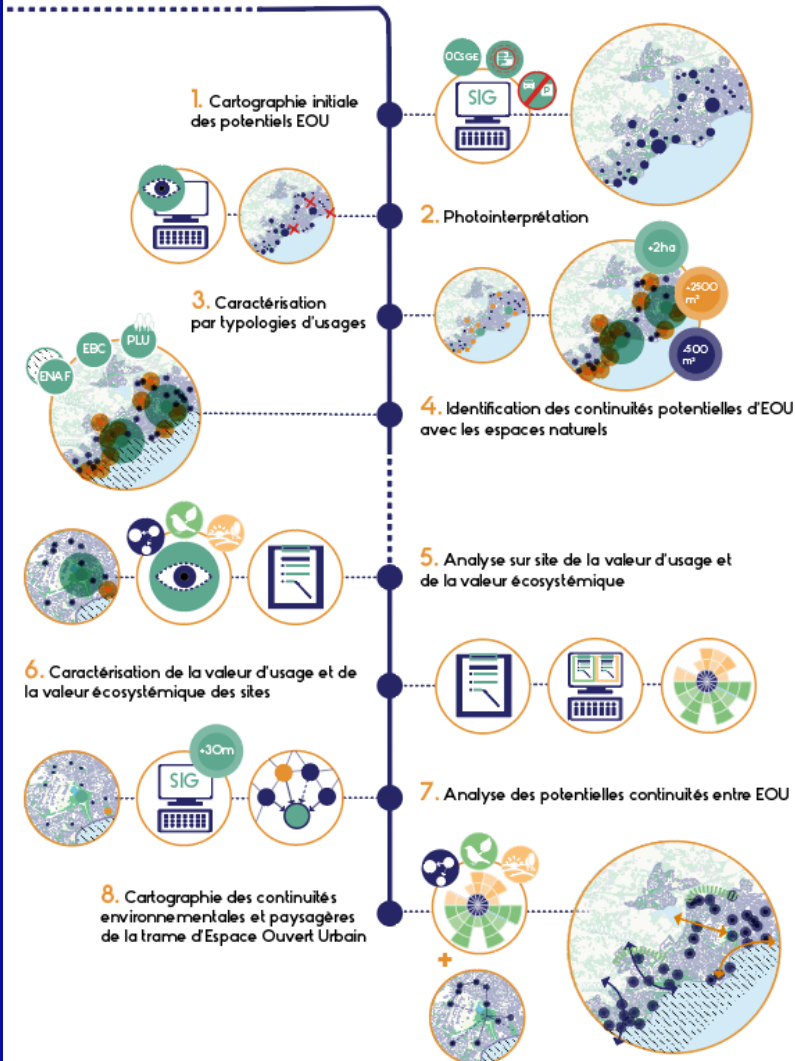 OCSGE
SIG
P
1. Cartographie initiale
des potentiels EOU
2. Photointerprétation
+2ha
+2500
m²
+500
m²
3. Caractérisation
par typologies d'usages
PLU
EBC
ENAF
4. Identification des continuités potentielles d'EOU
avec les espaces naturels
5. Analyse sur site de la valeur d'usage et
de la valeur écosystémique
6. Caractérisation de la valeur d'usage et de
la valeur écosystémique des sites
+30m
SIG
7. Analyse des potentielles continuités entre EOU
8. Cartographie des continuités
environnementales et paysagères
de la trame d'Espace Ouvert Urbain
+